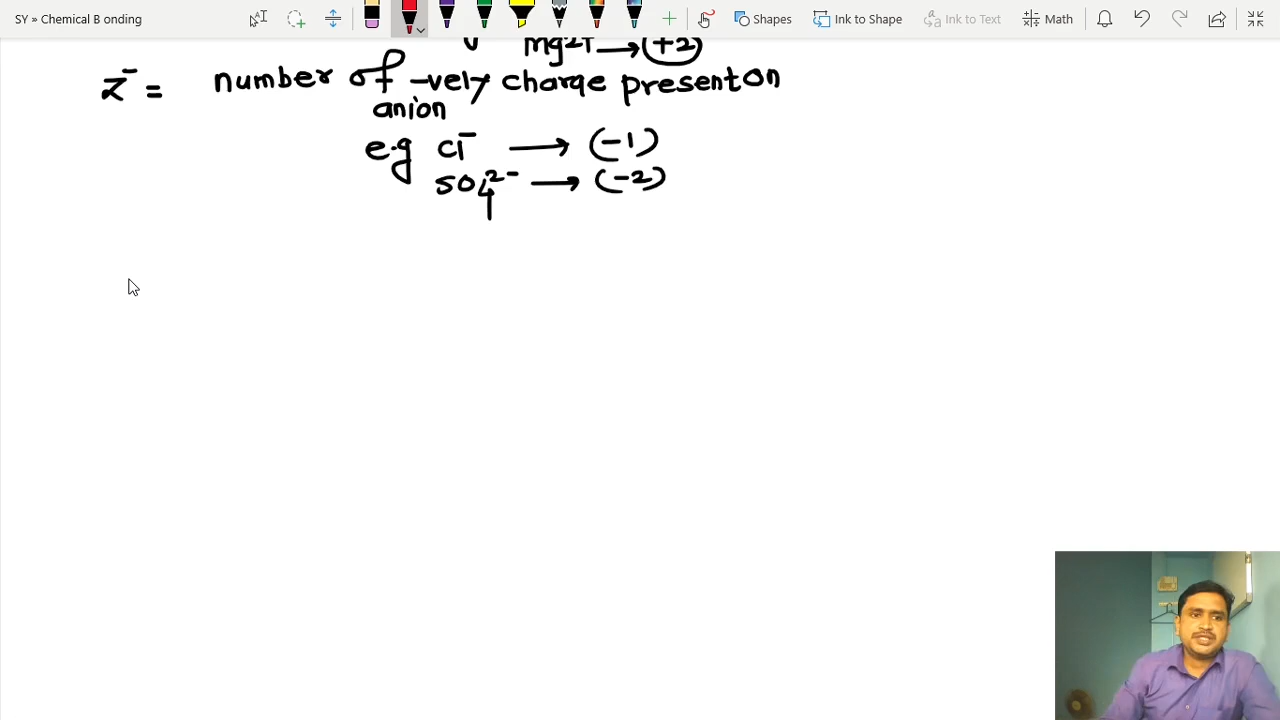 SY » Chemical B onding
Shapes
Ink to Shape
Ink to Text
Math
Mg2+ → (+2)
Z⁻ = number of -vely charge present on
anion
e.g Cl⁻ → (-1)
SO₄²⁻ → (-2)